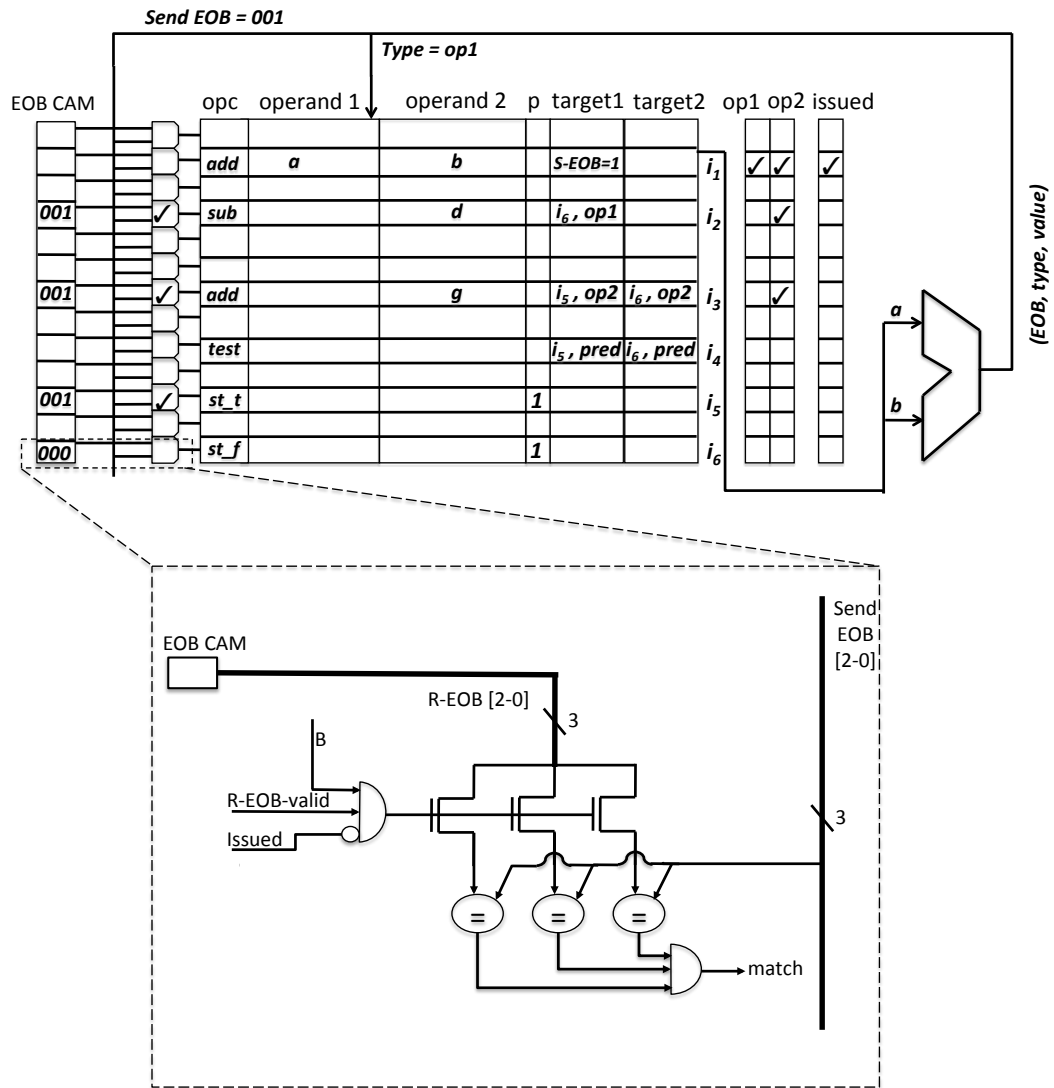 Send EOB = 001
Type = op1
EOB CAM opc operand 1 operand 2 p target1 target2 op1 op2 issued
add a b S-EOB=1 i1 ✓ ✓ ✓
001 ✓ sub d i6 , op1 i2 ✓
001 ✓ add g i5 , op2 i6 , op2 i3 ✓
test i5 , pred i6 , pred i4
001 ✓ st_t 1 i5
000 st_f 1 i6
a
b
(EOB, type, value)
Send
EOB
[2-0]
EOB CAM
R-EOB [2-0]
3
B
R-EOB-valid
3
Issued
= = =
match